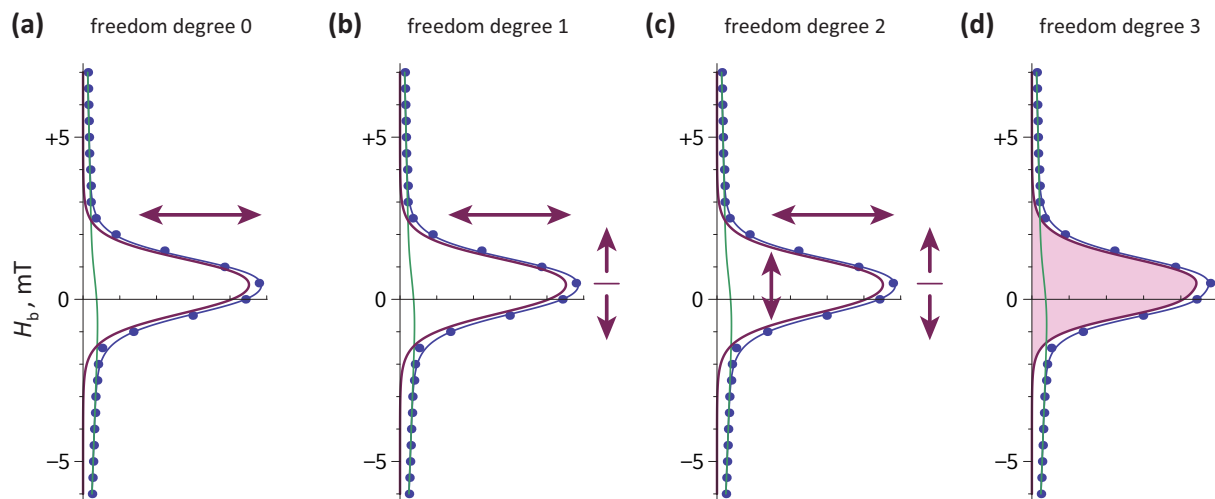 (a) freedom degree 0
(b) freedom degree 1
(c) freedom degree 2
(d) freedom degree 3
+5 +5 +5 +5
H_b, mT
0 0 0 0
−5 −5 −5 −5